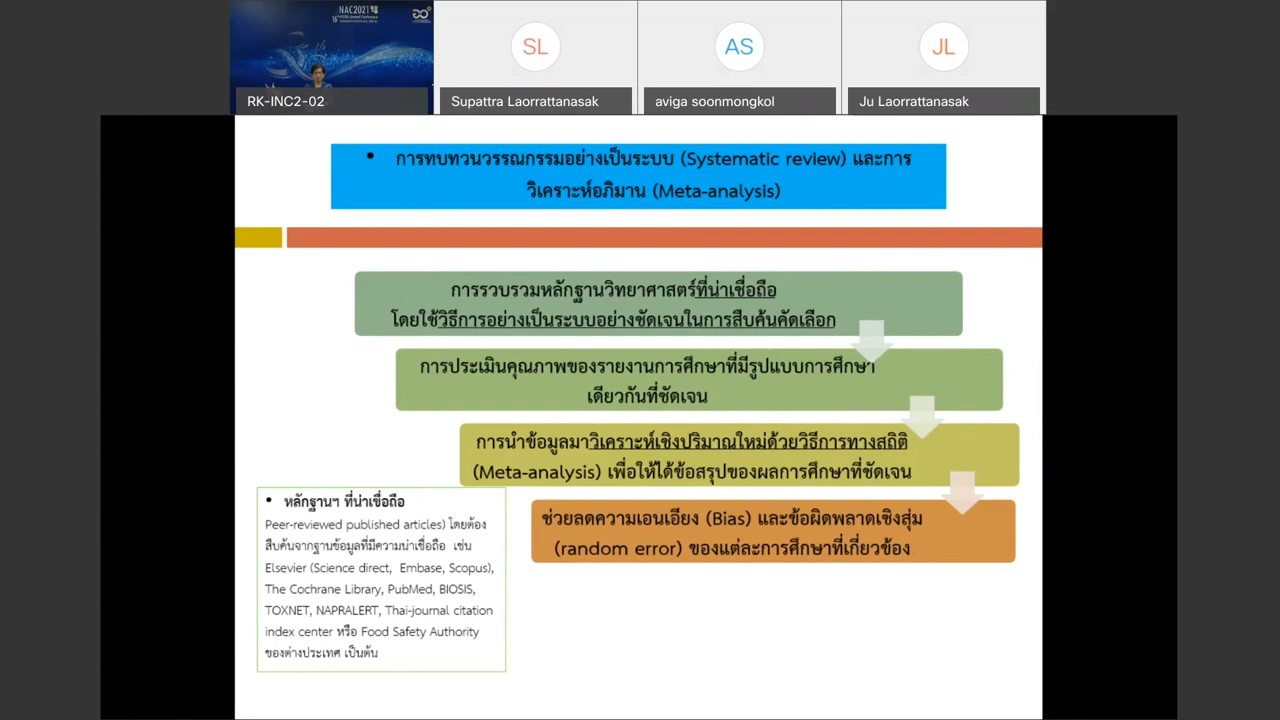 NAC2021
RK-INC2-02
SL
Supattra Laorrattanasak
AS
aviga soonmongkol
JL
Ju Laorrattanasak
• การทบทวนวรรณกรรมอย่างเป็นระบบ (Systematic review) และการ
วิเคราะห์อภิมาน (Meta-analysis)
การรวบรวมหลักฐานวิทยาศาสตร์ที่น่าเชื่อถือ
โดยใช้วิธีการอย่างเป็นระบบอย่างชัดเจนในการสืบค้นคัดเลือก
การประเมินคุณภาพของรายงานการศึกษาที่มีรูปแบบการศึกษา
เดียวกันที่ชัดเจน
การนำข้อมูลมาวิเคราะห์เชิงปริมาณใหม่ด้วยวิธีการทางสถิติ
(Meta-analysis) เพื่อให้ได้ข้อสรุปของผลการศึกษาที่ชัดเจน
ช่วยลดความเอนเอียง (Bias) และข้อผิดพลาดเชิงสุ่ม
(random error) ของแต่ละการศึกษาที่เกี่ยวข้อง
• หลักฐานฯ ที่น่าเชื่อถือ
Peer-reviewed published articles) โดยต้อง
สืบค้นจากฐานข้อมูลที่มีความน่าเชื่อถือ เช่น
Elsevier (Science direct, Embase, Scopus),
The Cochrane Library, PubMed, BIOSIS,
TOXNET, NAPRALERT, Thai-journal citation
index center หรือ Food Safety Authority
ของต่างประเทศ เป็นต้น